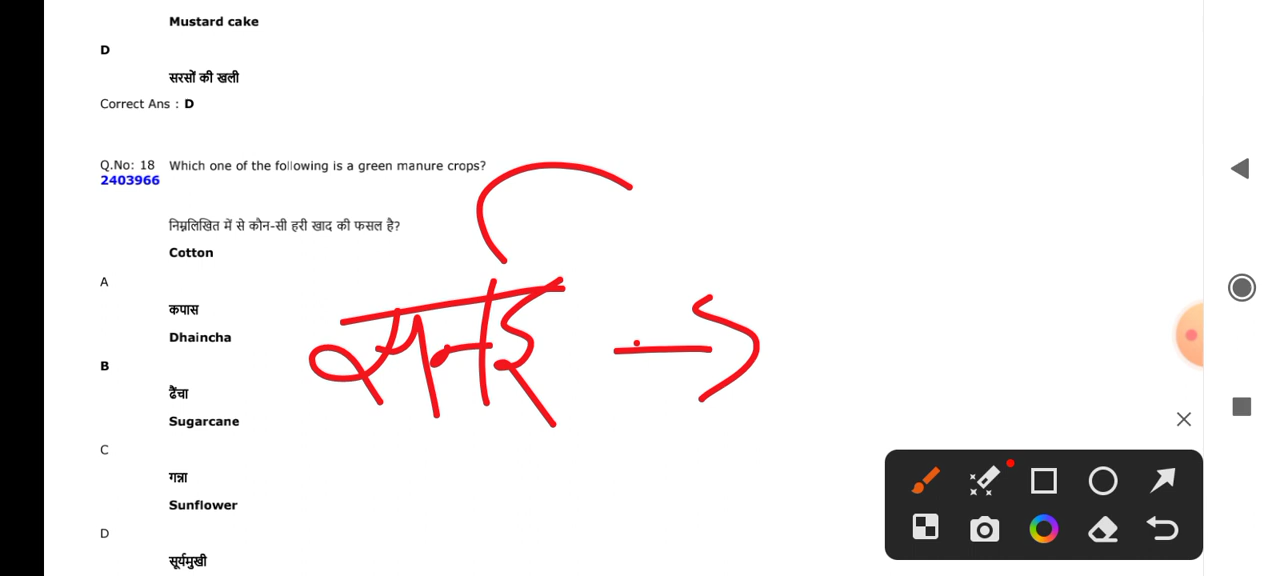 Mustard cake
D
सरसों की खली
Correct Ans : D
Q.No: 18 Which one of the following is a green manure crops?
2403966
निम्नलिखित में से कौन-सी हरी खाद की फसल है?
Cotton
A
कपास
Dhaincha
B
ढैंचा
Sugarcane
C
गन्ना
Sunflower
D
सूर्यमुखी
सनई →